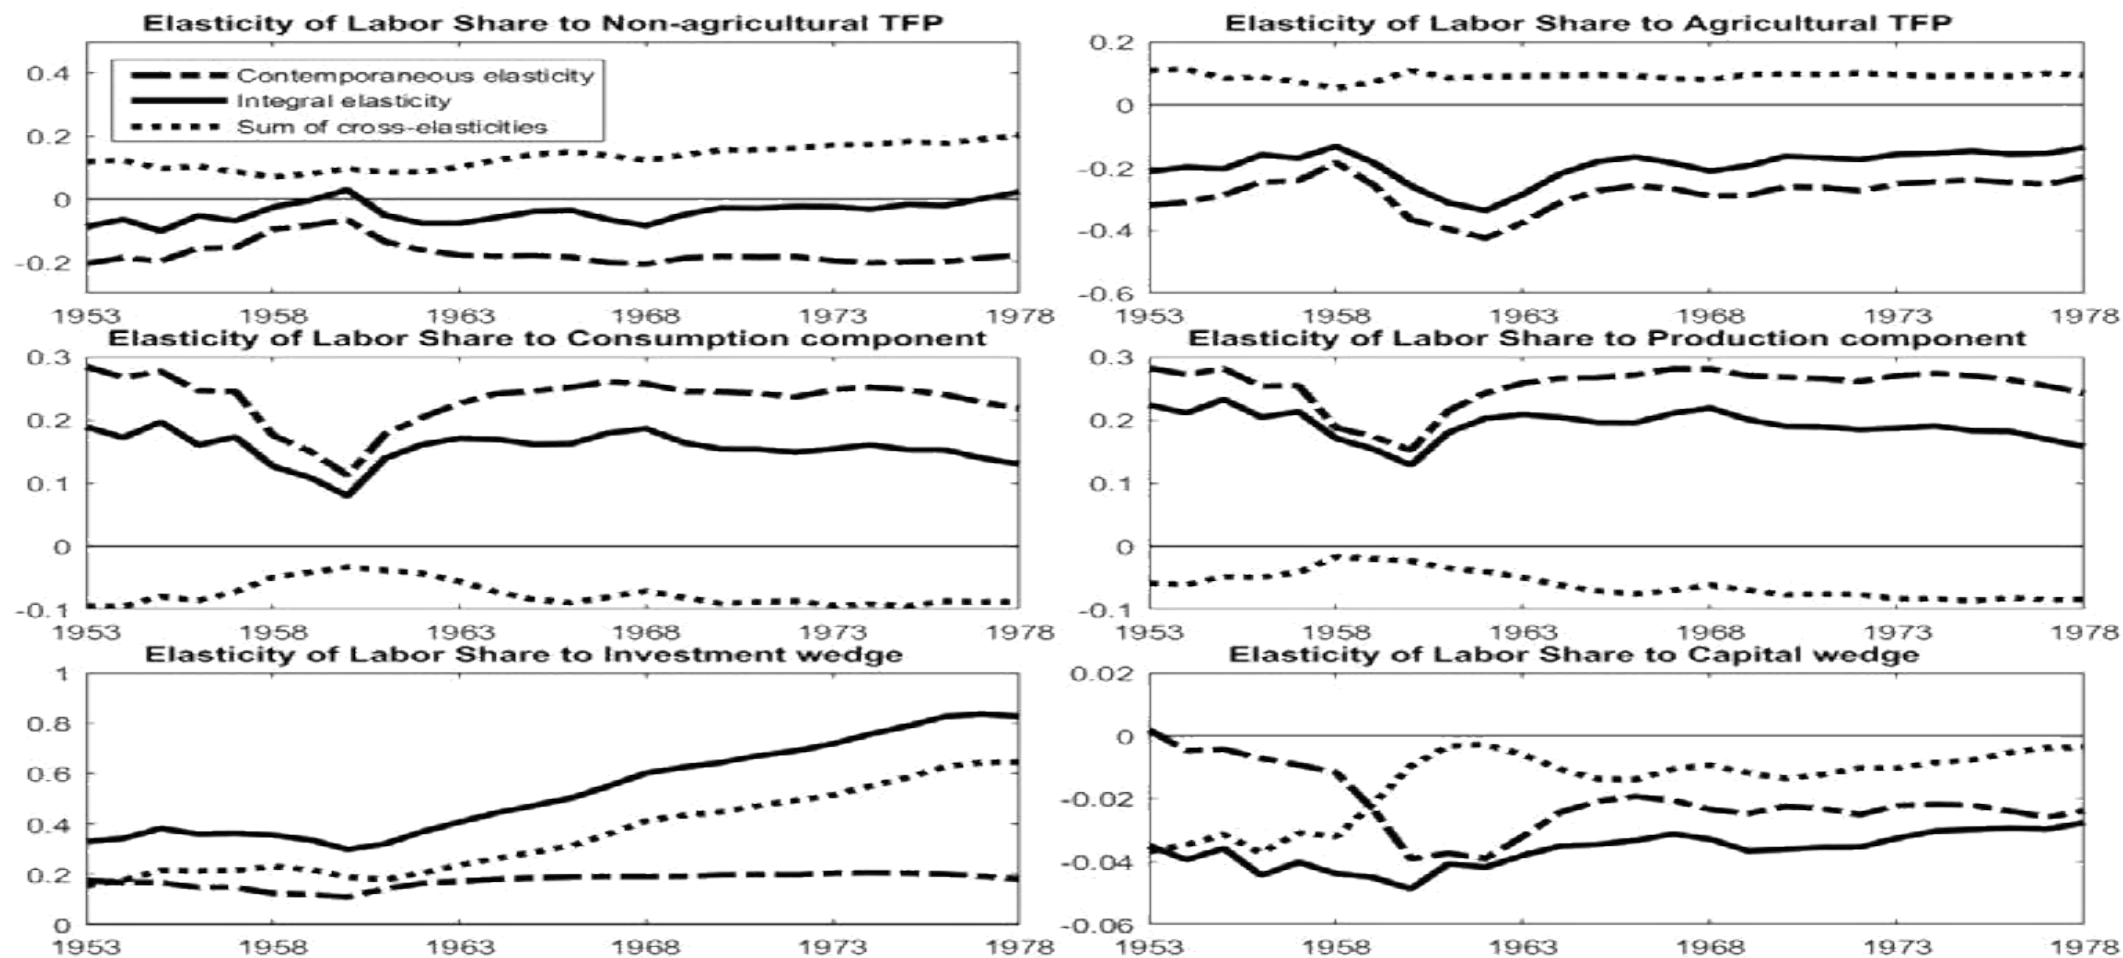 Elasticity of Labor Share to Non-agricultural TFP
0.4
0.2
0
-0.2
Contemporaneous elasticity
Integral elasticity
Sum of cross-elasticities
1953 1958 1963 1968 1973 1978
Elasticity of Labor Share to Agricultural TFP
0.2
0
-0.2
-0.4
-0.6
1953 1958 1963 1968 1973 1978
Elasticity of Labor Share to Consumption component
0.3
0.2
0.1
0
-0.1
1953 1958 1963 1968 1973 1978
Elasticity of Labor Share to Production component
0.3
0.2
0.1
0
-0.1
1953 1958 1963 1968 1973 1978
Elasticity of Labor Share to Investment wedge
1
0.8
0.6
0.4
0.2
0
1953 1958 1963 1968 1973 1978
Elasticity of Labor Share to Capital wedge
0.02
0
-0.02
-0.04
-0.06
1953 1958 1963 1968 1973 1978